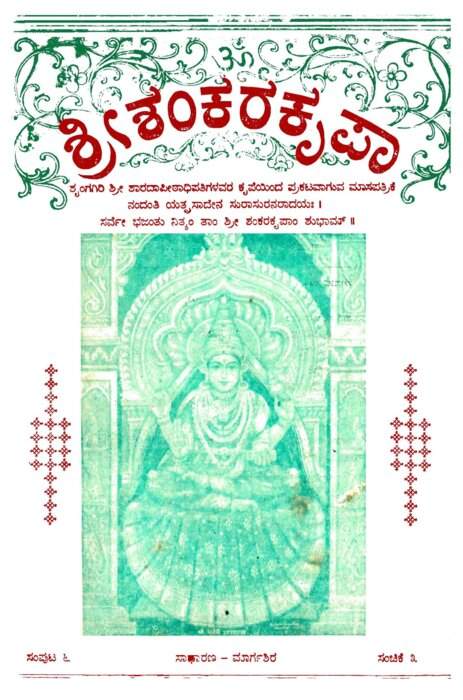 ಓಂ
ಶ್ರೀಶಂಕರಕೃಪಾ
ಶೃಂಗಗಿರಿ ಶ್ರೀ ಶಾರದಾಪೀಠಾಧಿಪತಿಗಳವರ ಕೃಪೆಯಿಂದ ಪ್ರಕಟವಾಗುವ ಮಾಸಪತ್ರಿಕೆ
ನಂದಂತಿ ಯತ್ಪ್ರಸಾದೇನ ಸುರಾಸುರನರಾದಯಃ ।
ಸರ್ವೇ ಭಜಂತು ನಿತ್ಯಂ ತಾಂ ಶ್ರೀ ಶಂಕರಕೃಪಾಂ ಶುಭಾಮ್ ॥
ಸಂಪುಟ ೬ ಸಾಧಾರಣ – ಮಾರ್ಗಶಿರ ಸಂಚಿಕೆ ೩